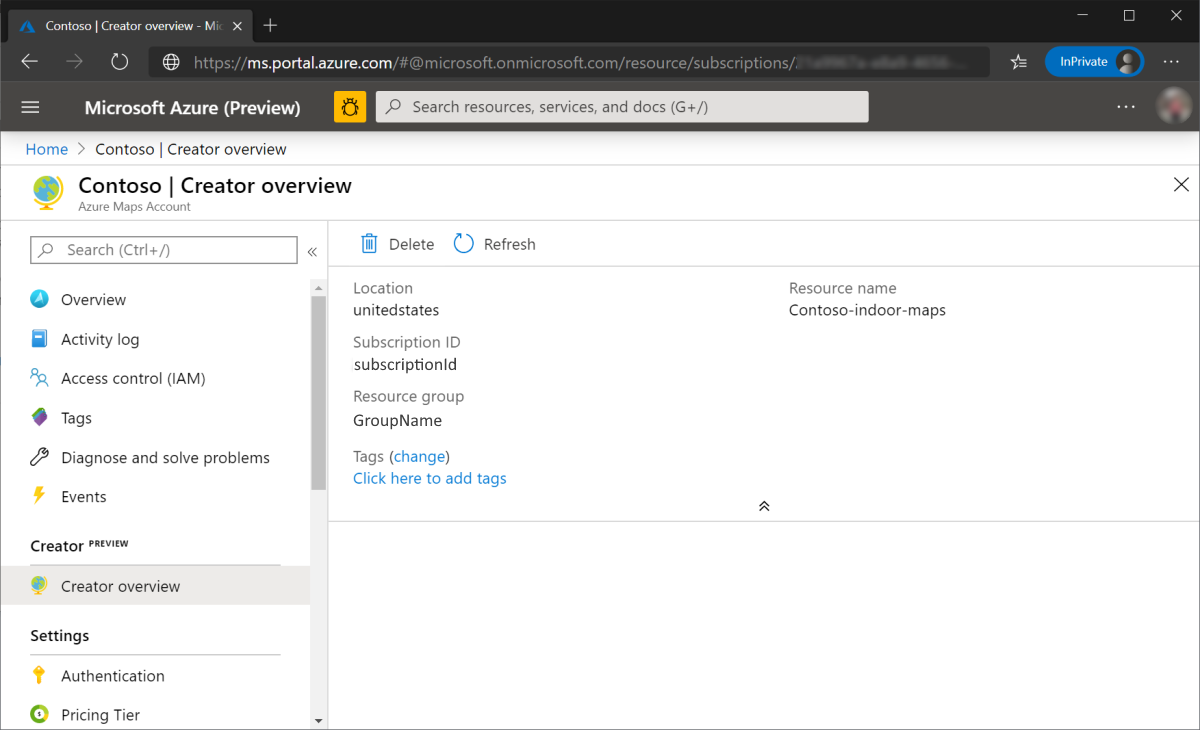 Contoso | Creator overview - Mic
https://ms.portal.azure.com/#@microsoft.onmicrosoft.com/resource/subscriptions/
InPrivate
Microsoft Azure (Preview)
Search resources, services, and docs (G+/)
Home > Contoso | Creator overview
Contoso | Creator overview
Azure Maps Account
Search (Ctrl+/)
Overview
Activity log
Access control (IAM)
Tags
Diagnose and solve problems
Events
Creator PREVIEW
Creator overview
Settings
Authentication
Pricing Tier
Delete
Refresh
Location
unitedstates
Subscription ID
subscriptionId
Resource group
GroupName
Tags (change)
Click here to add tags
Resource name
Contoso-indoor-maps